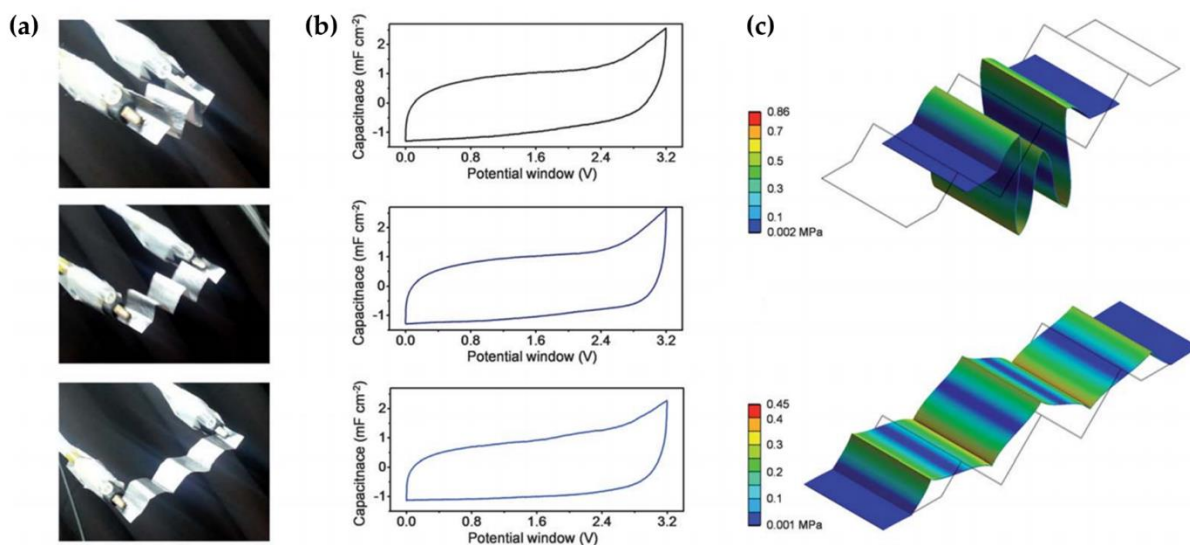 (a)
(b)
(c)
Capacitnace (mF cm-2)
2
1
0
-1
0.0 0.8 1.6 2.4 3.2
Potential window (V)
Capacitnace (mF cm-2)
2
1
0
-1
0.0 0.8 1.6 2.4 3.2
Potential window (V)
Capacitnace (mF cm-2)
2
1
0
-1
0.0 0.8 1.6 2.4 3.2
Potential window (V)
0.86
0.7
0.5
0.3
0.1
0.002 MPa
0.45
0.4
0.3
0.2
0.1
0.001 MPa